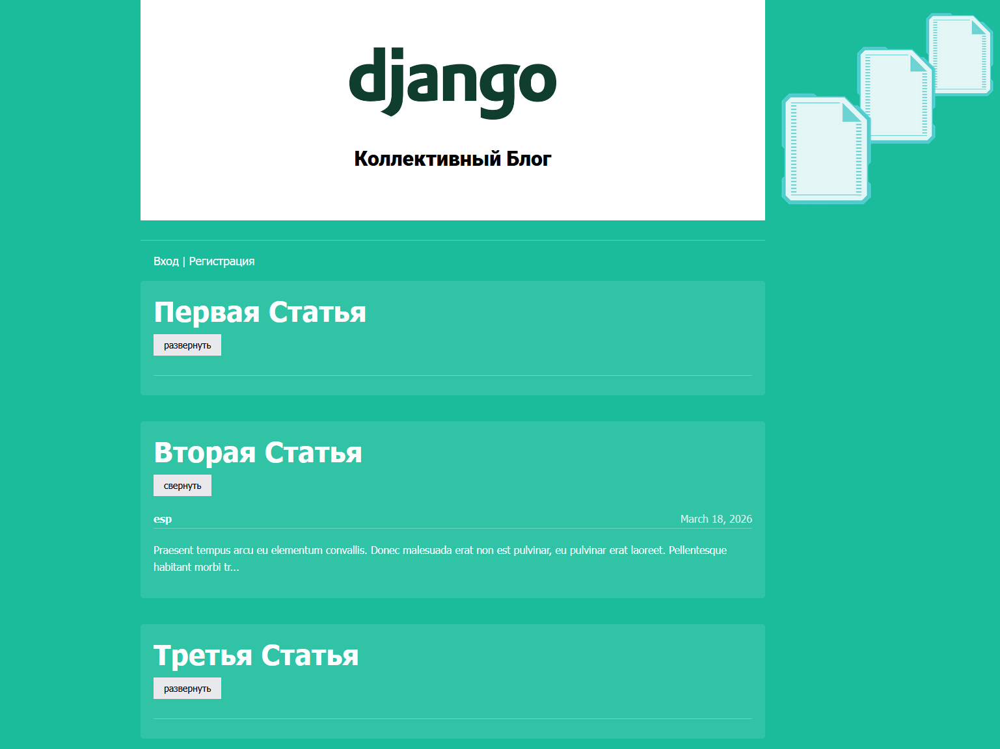 django
Коллективный Блог
Вход | Регистрация
Первая Статья
развернуть
Вторая Статья
свернуть
esp March 18, 2026
Praesent tempus arcu eu elementum convallis. Donec malesuada erat non est pulvinar, eu pulvinar erat laoreet. Pellentesque
habitant morbi tr...
Третья Статья
развернуть